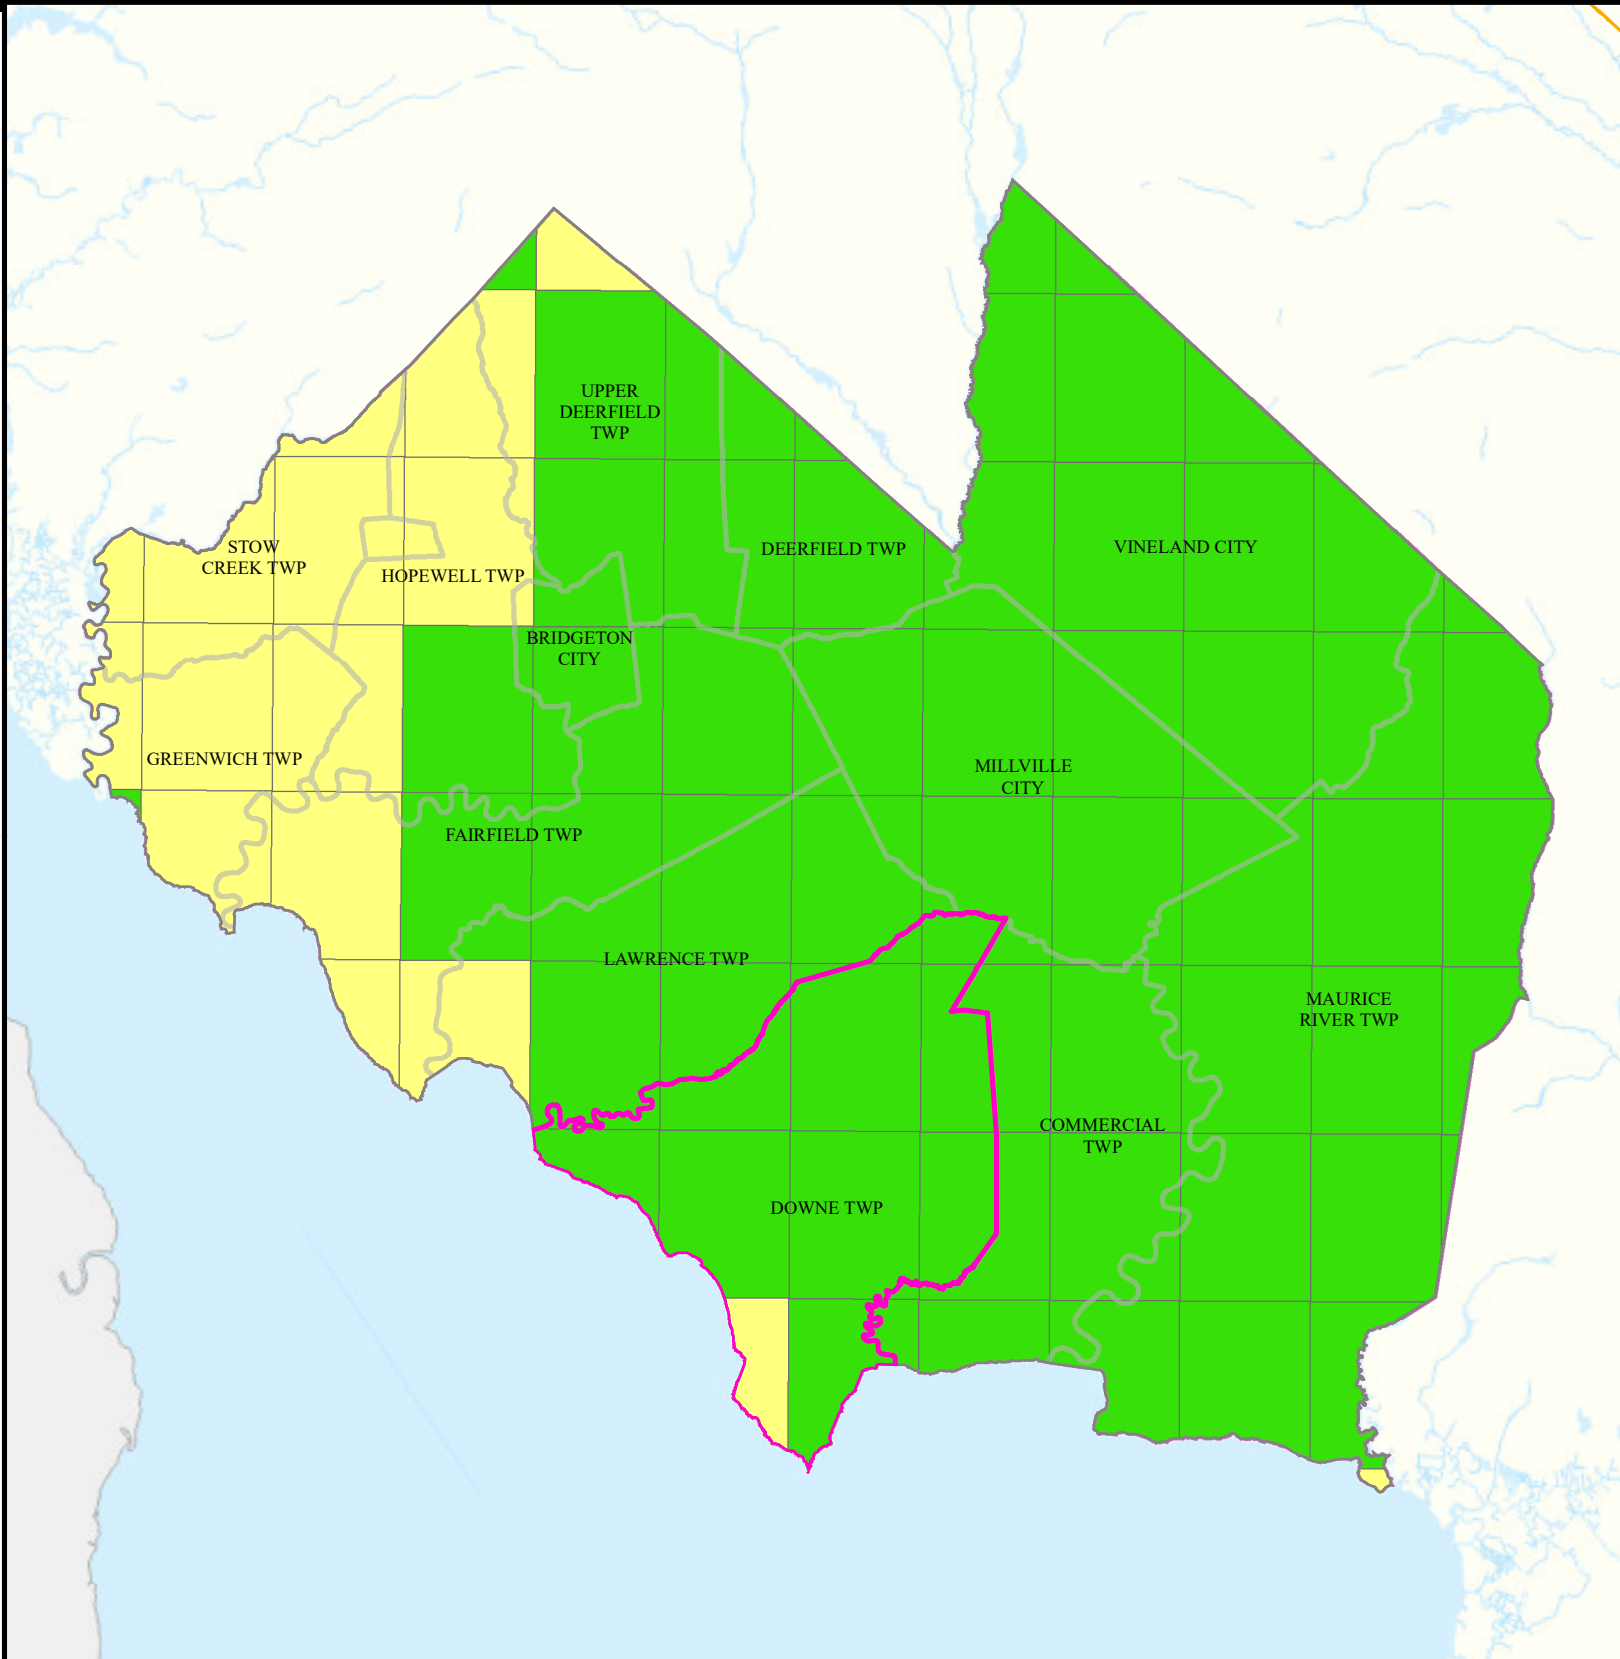 UPPER
DEERFIELD
TWP
STOW
CREEK TWP
HOPEWELL TWP
DEERFIELD TWP
VINELAND CITY
BRIDGETON
CITY
GREENWICH TWP
MILLVILLE
CITY
FAIRFIELD TWP
LAWRENCE TWP
MAURICE
RIVER TWP
COMMERCIAL
TWP
DOWNE TWP